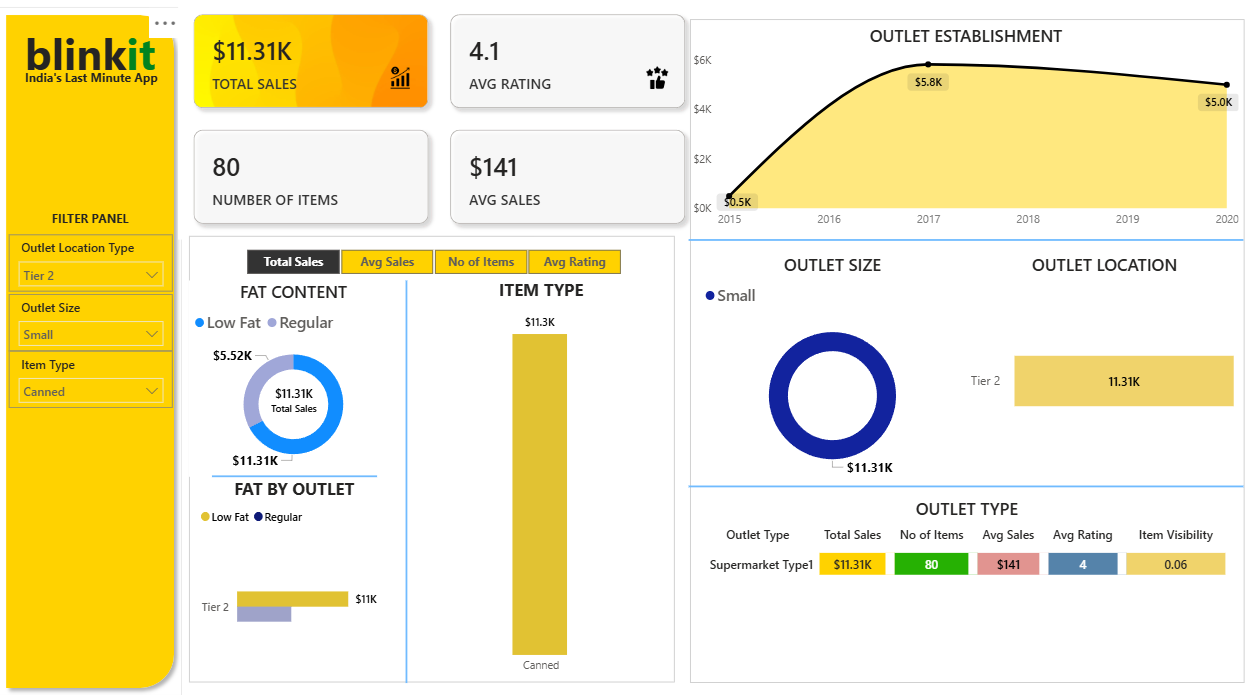 blinkit
India's Last Minute App
FILTER PANEL
Outlet Location Type
Tier 2
Outlet Size
Small
Item Type
Canned
$11.31K
TOTAL SALES
4.1
AVG RATING
80
NUMBER OF ITEMS
$141
AVG SALES
Total Sales Avg Sales No of Items Avg Rating
FAT CONTENT
Low Fat Regular
$5.52K
$11.31K
Total Sales
$11.31K
FAT BY OUTLET
Low Fat Regular
Tier 2 $11K
ITEM TYPE
$11.3K
Canned
OUTLET ESTABLISHMENT
$6K
$4K
$2K
$0K
$5.8K
$5.0K
$0.5K
2015 2016 2017 2018 2019 2020
OUTLET SIZE
Small
$11.31K
OUTLET LOCATION
Tier 2 11.31K
OUTLET TYPE
Outlet Type Total Sales No of Items Avg Sales Avg Rating Item Visibility
Supermarket Type1 $11.31K 80 $141 4 0.06